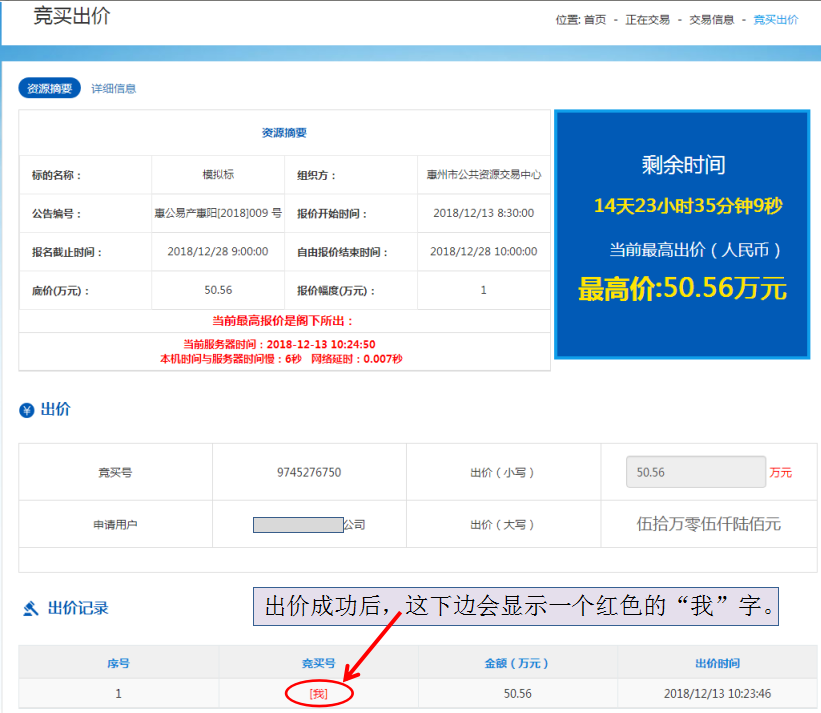 竞买出价
位置: 首页 - 正在交易 - 交易信息 - 竞买出价
资源摘要 详细信息
资源摘要
标的名称： 模拟标 组织方： 惠州市公共资源交易中心
公告编号： 惠公易产惠阳[2018]009 号 报价开始时间： 2018/12/13 8:30:00
报名截止时间： 2018/12/28 9:00:00 自由报价结束时间： 2018/12/28 10:00:00
底价(万元)： 50.56 报价幅度(万元)： 1
当前最高报价是阁下所出：
当前服务器时间：2018-12-13 10:24:50
本机时间与服务器时间慢：6秒 网络延时：0.007秒
剩余时间
14天23小时35分钟9秒
当前最高出价（人民币）
最高价:50.56万元
¥ 出价
竞买号 9745276750 出价（小写） 50.56 万元
申请用户 公司 出价（大写） 伍拾万零伍仟陆佰元
出价记录
出价成功后，这下边会显示一个红色的“我”字。
序号 竞买号 金额（万元） 出价时间
1 [我] 50.56 2018/12/13 10:23:46